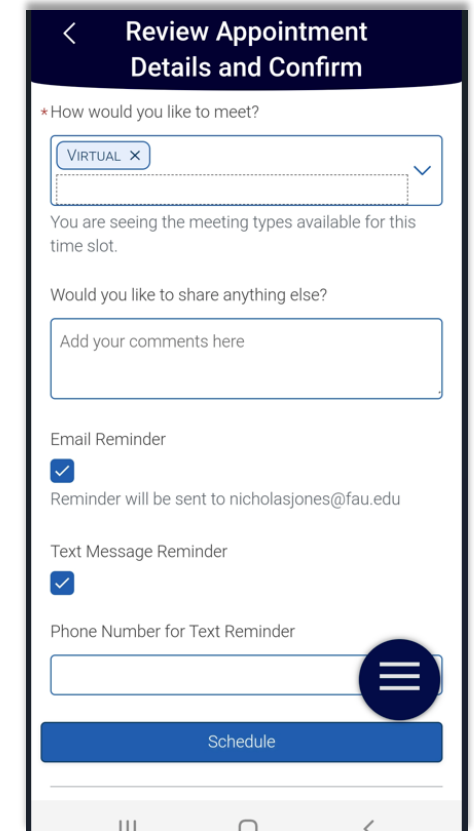 Review Appointment
Details and Confirm
*How would you like to meet?
VIRTUAL ×
You are seeing the meeting types available for this
time slot.
Would you like to share anything else?
Add your comments here
Email Reminder
Reminder will be sent to nicholasjones@fau.edu
Text Message Reminder
Phone Number for Text Reminder
Schedule